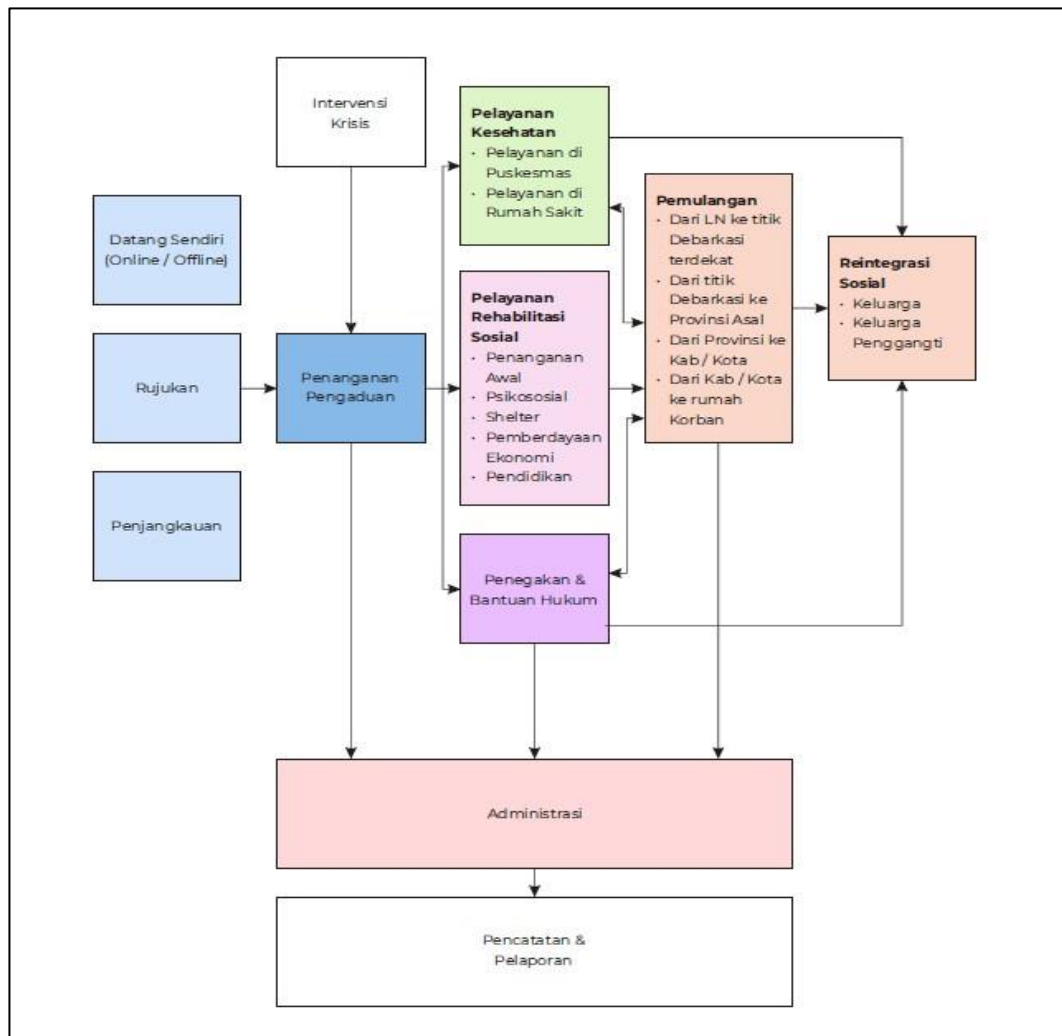 Intervensi
Krisis
Datang Sendiri
(Online / Offline)
Rujukan
Penjangkauan
Penanganan
Pengaduan
Pelayanan
Kesehatan
• Pelayanan di
Puskesmas
• Pelayanan di
Rumah Sakit
Pelayanan
Rehabilitasi
Sosial
• Penanganan
Awal
• Psikososial
• Shelter
• Pemberdayaan
Ekonomi
• Pendidikan
Penegakan &
Bantuan Hukum
Pemulangan
• Dari LN ke titik
Debarkasi
terdekat
• Dari titik
Debarkasi ke
Provinsi Asal
• Dari Provinsi ke
Kab / Kota
• Dari Kab / Kota
ke rumah
Korban
Reintegrasi
Sosial
• Keluarga
• Keluarga
Penggangti
Administrasi
Pencatatan &
Pelaporan